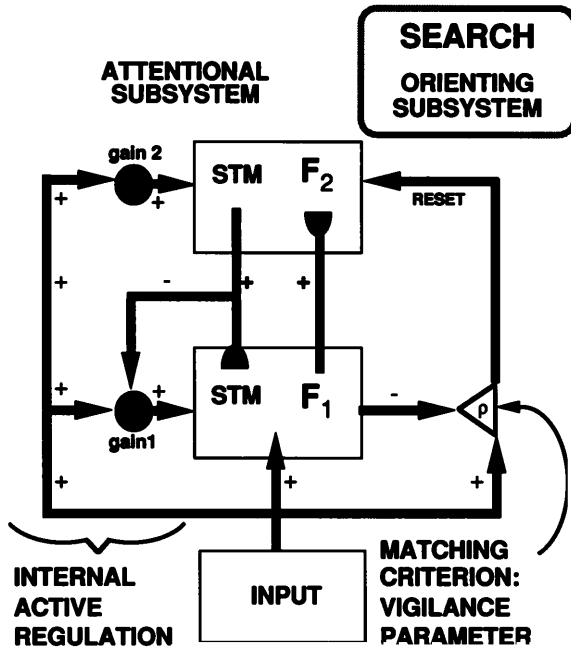 SEARCH
ORIENTING
SUBSYSTEM
ATTENTIONAL
SUBSYSTEM
gain 2
STM F2
+ +
RESET
+ - + +
+ +
STM F1
-
ρ
gain1
+ + +
INTERNAL
ACTIVE
REGULATION
INPUT
MATCHING
CRITERION:
VIGILANCE
PARAMETER